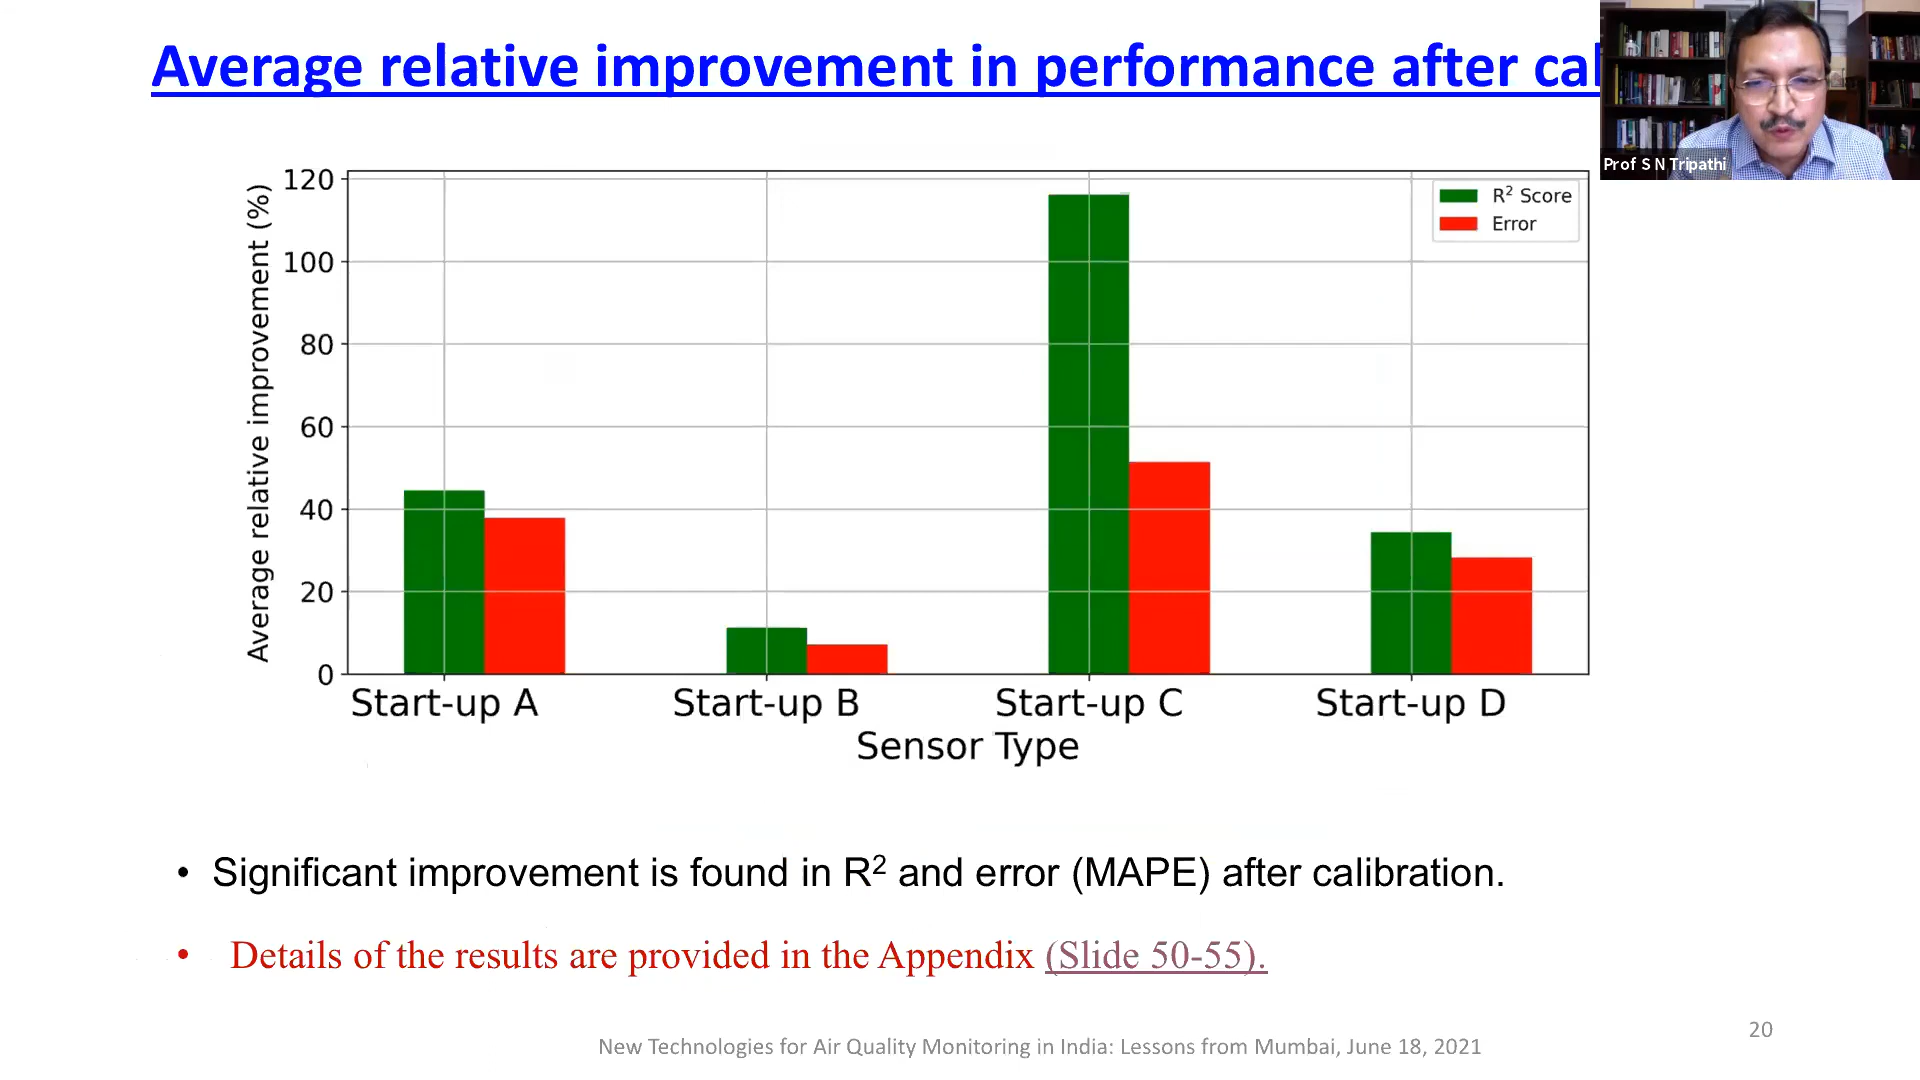 Average relative improvement in performance after cal
Prof S N Tripathi
Average relative improvement (%)
120
100
80
60
40
20
0
R² Score
Error
Start-up A Start-up B Start-up C Start-up D
Sensor Type
• Significant improvement is found in R² and error (MAPE) after calibration.
• Details of the results are provided in the Appendix (Slide 50-55).
20
New Technologies for Air Quality Monitoring in India: Lessons from Mumbai, June 18, 2021